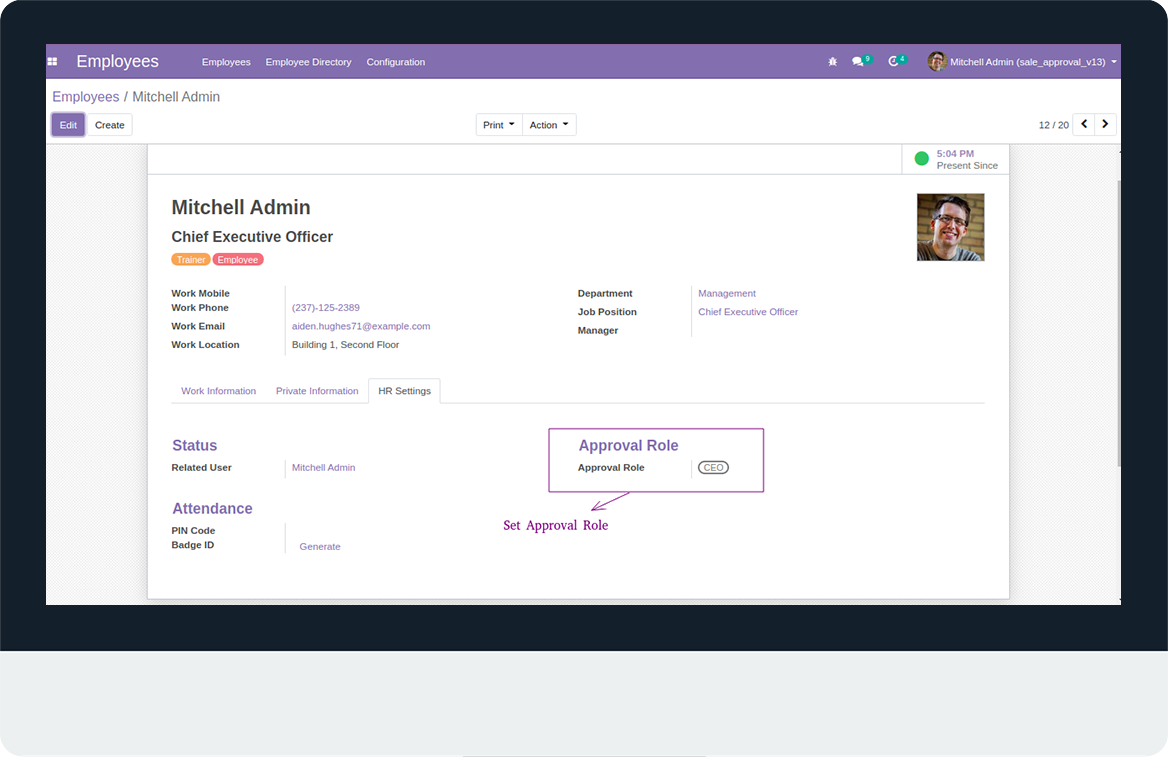 Employees Employees Employee Directory Configuration 9 4 Mitchell Admin (sale_approval_v13)
Employees / Mitchell Admin
Edit Create Print Action 12 / 20
5:04 PM
Present Since
Mitchell Admin
Chief Executive Officer
Trainer Employee
Work Mobile
Work Phone (237)-125-2389
Work Email aiden.hughes71@example.com
Work Location Building 1, Second Floor
Department Management
Job Position Chief Executive Officer
Manager
Work Information Private Information HR Settings
Status
Related User Mitchell Admin
Approval Role
Approval Role CEO
Set Approval Role
Attendance
PIN Code
Badge ID Generate